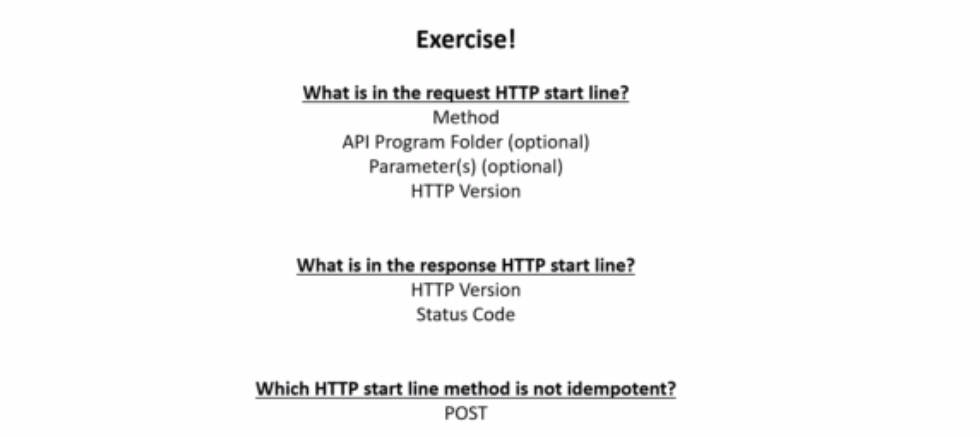 Exercise!
What is in the request HTTP start line?
Method
API Program Folder (optional)
Parameter(s) (optional)
HTTP Version
What is in the response HTTP start line?
HTTP Version
Status Code
Which HTTP start line method is not idempotent?
POST